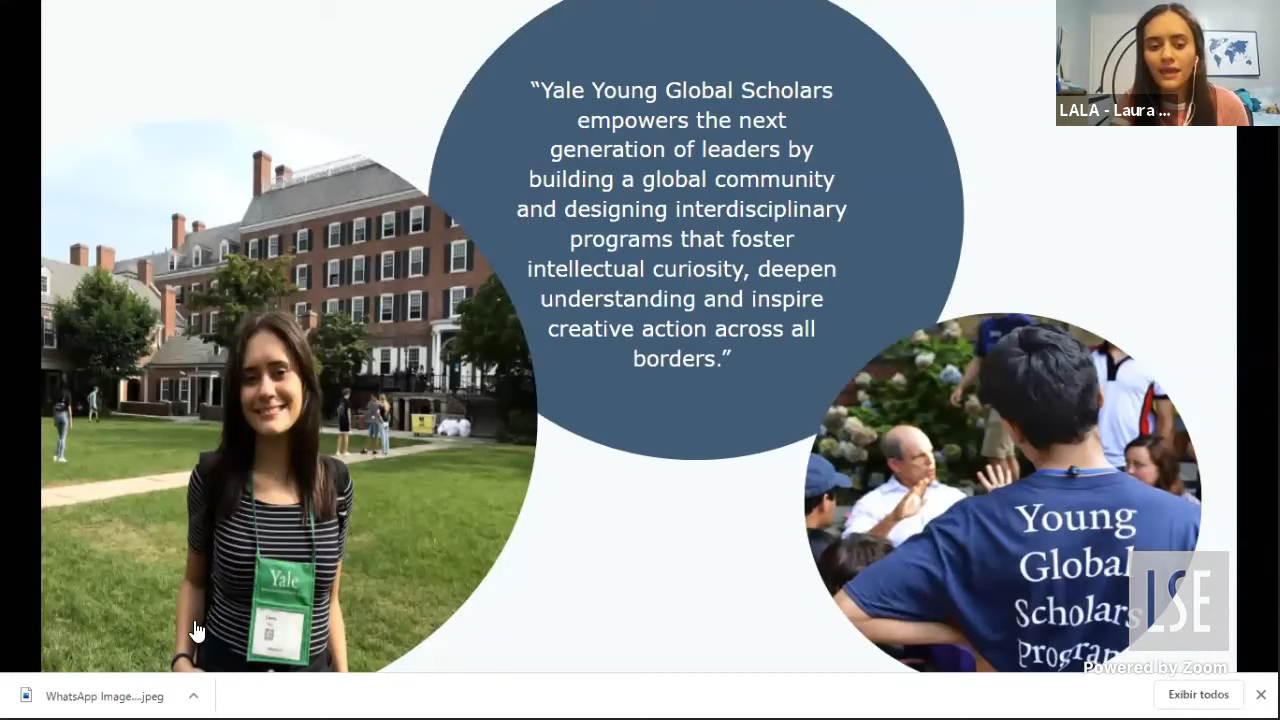 “Yale Young Global Scholars
empowers the next
generation of leaders by
building a global community
and designing interdisciplinary
programs that foster
intellectual curiosity, deepen
understanding and inspire
creative action across all
borders.”
LALA - Laura ...
Yale
Young
Global
Scholars
Program
LSE
Powered by Zoom
WhatsApp Image....jpeg
Exibir todos